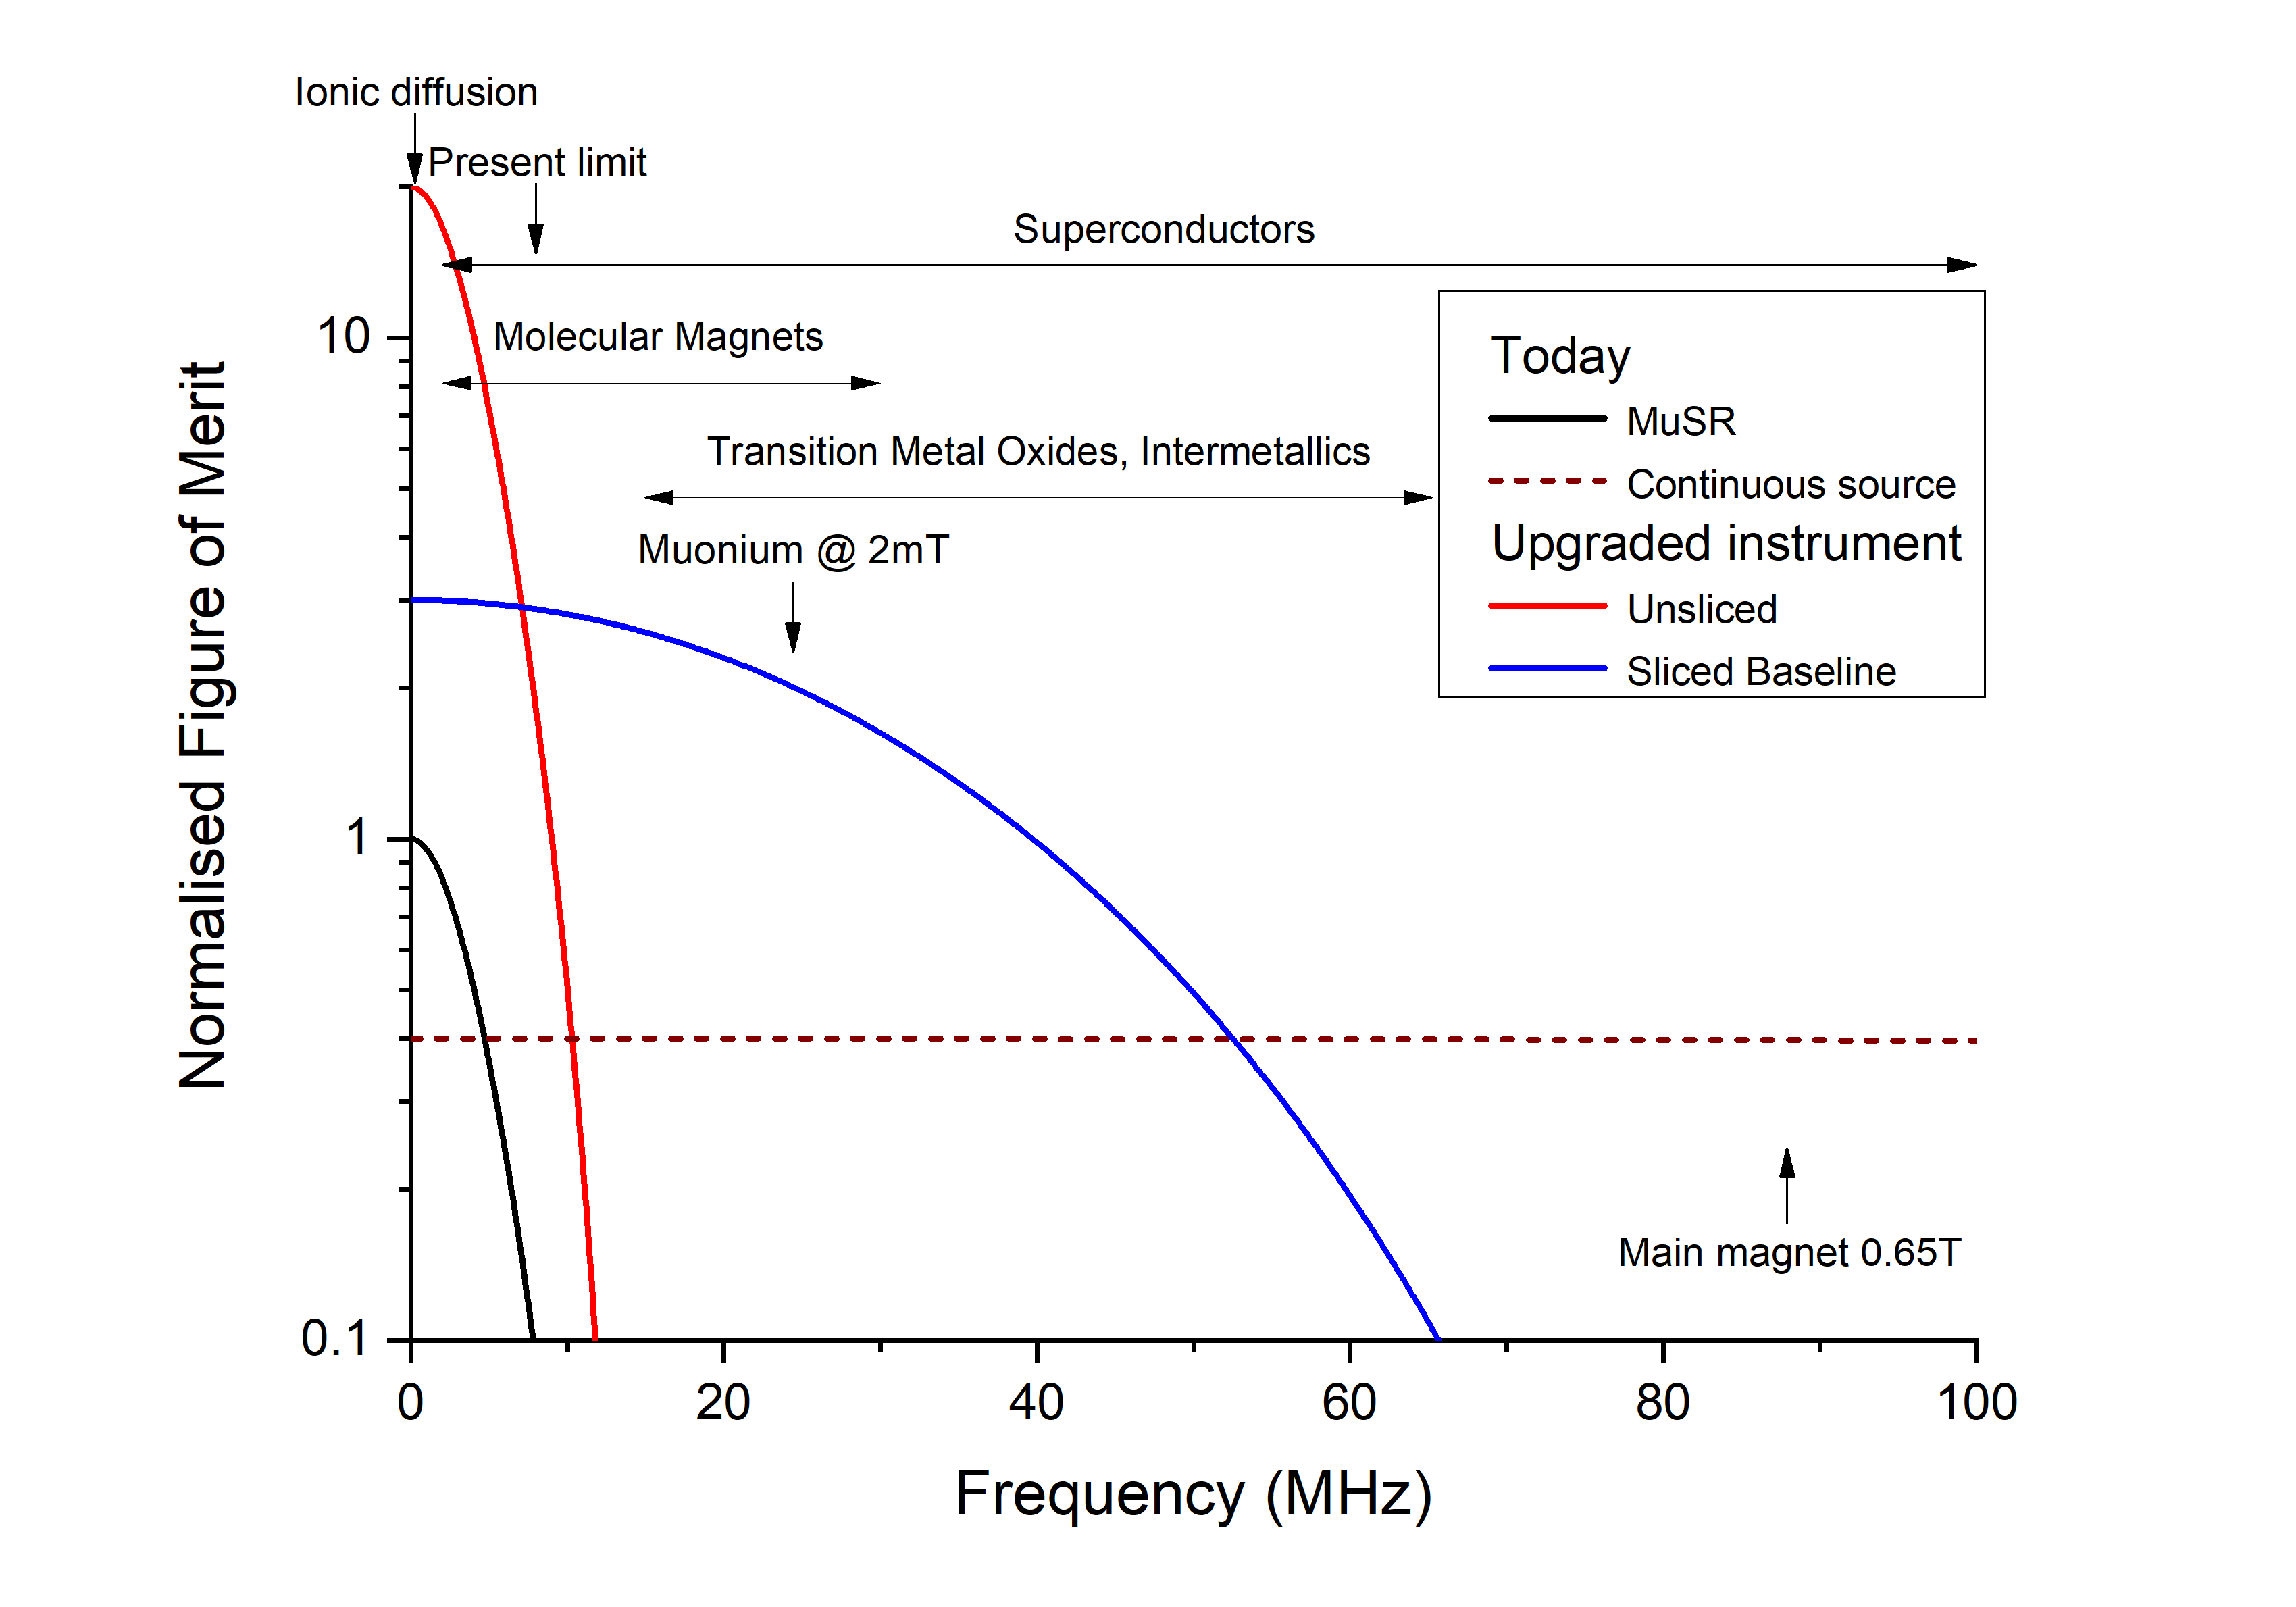 Ionic diffusion
Present limit
Superconductors
Molecular Magnets
Transition Metal Oxides, Intermetallics
Muonium @ 2mT
Today
MuSR
Continuous source
Upgraded instrument
Unsliced
Sliced Baseline
Main magnet 0.65T
Normalised Figure of Merit
10
1
0.1
0 20 40 60 80 100
Frequency (MHz)